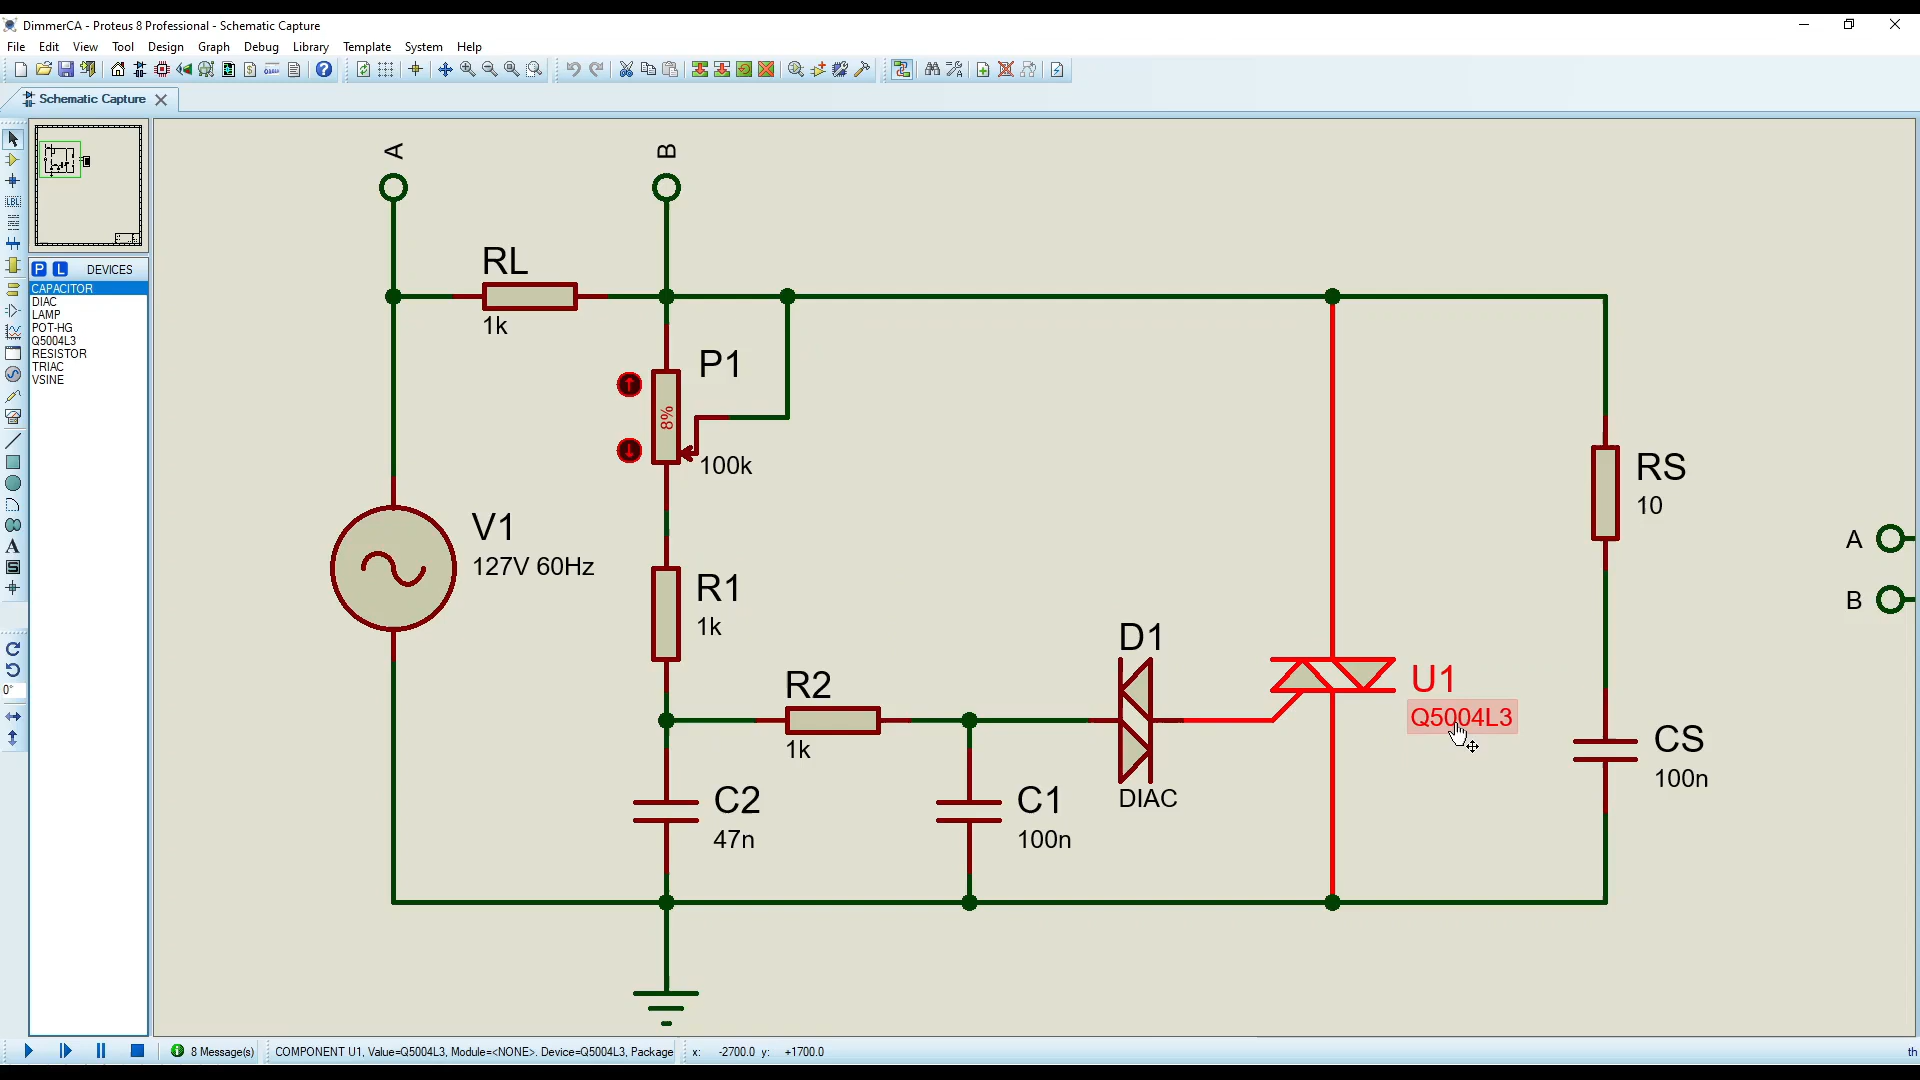 DimmerCA - Proteus 8 Professional - Schematic Capture
File Edit View Tool Design Graph Debug Library Template System Help
Schematic Capture
P L DEVICES
CAPACITOR
DIAC
LAMP
POT-HG
Q5004L3
RESISTOR
TRIAC
VSINE
LBL
A
S
0°
A
B
RL
1k
P1
8%
100k
V1
127V 60Hz
R1
1k
R2
1k
C2
47n
C1
100n
D1
DIAC
U1
Q5004L3
RS
10
CS
100n
A
B
8 Message(s) COMPONENT U1, Value=Q5004L3, Module=<NONE>. Device=Q5004L3, Package x: -2700.0 y: +1700.0 th